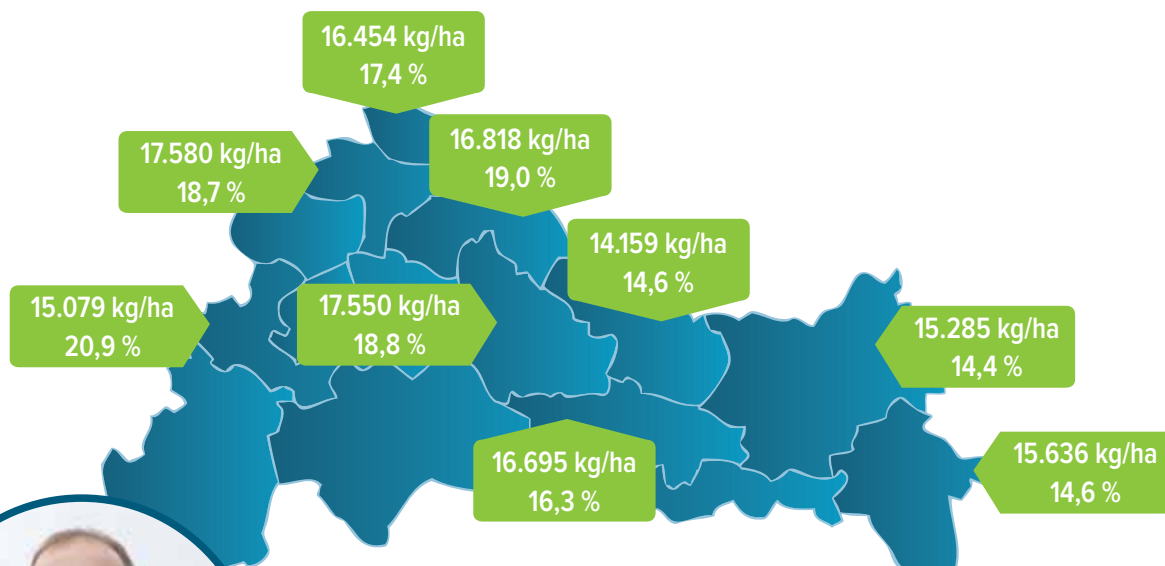 16.454 kg/ha
17,4 %
17.580 kg/ha
18,7 %
16.818 kg/ha
19,0 %
14.159 kg/ha
14,6 %
15.079 kg/ha
20,9 %
17.550 kg/ha
18,8 %
15.285 kg/ha
14,4 %
16.695 kg/ha
16,3 %
15.636 kg/ha
14,6 %